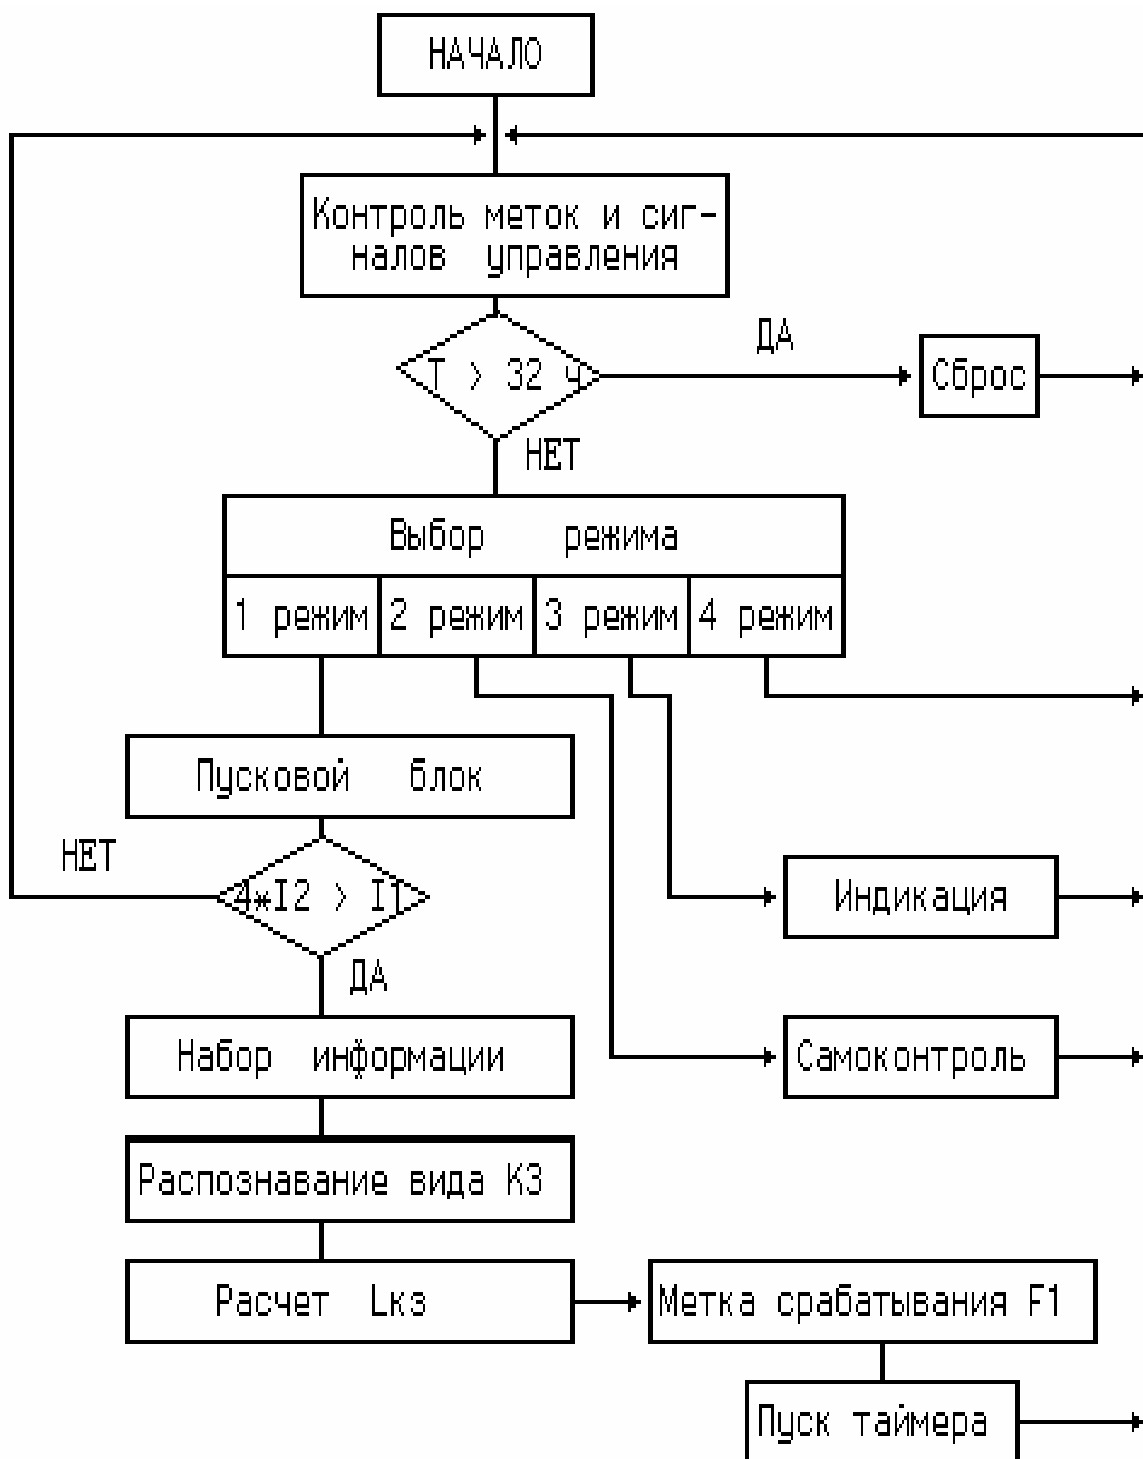 НАЧАЛО
Контроль меток и сиг-
налов управления
ДА
T > 32 ч
Сброс
НЕТ
Выбор режима
1 режим
2 режим
3 режим
4 режим
Пусковой блок
НЕТ
4*I2 > I1
Индикация
ДА
Набор информации
Самоконтроль
Распознавание вида КЗ
Расчет Lкз
Метка срабатывания F1
Пуск таймера